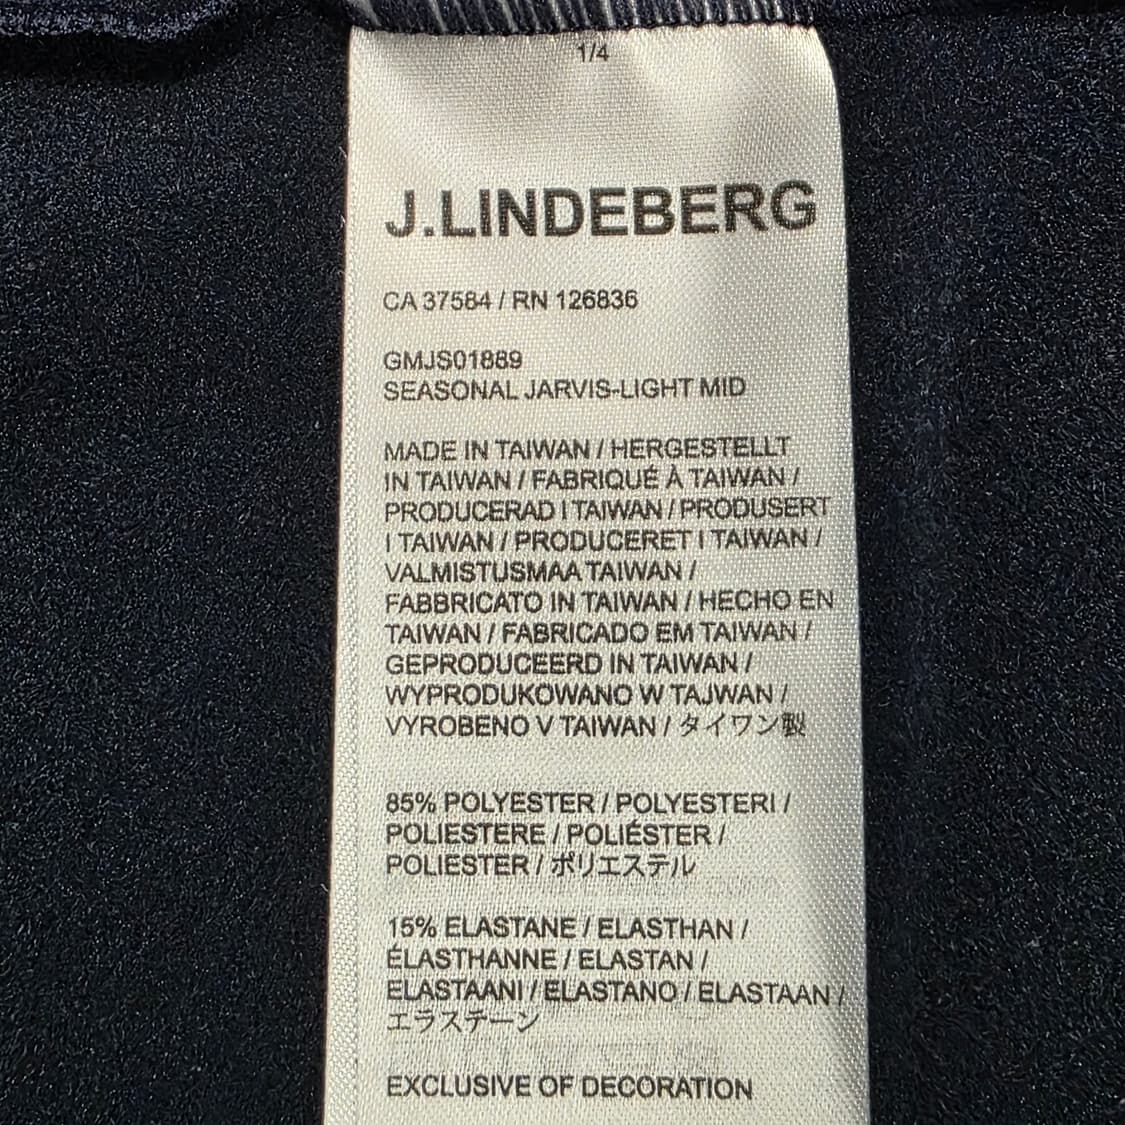 1/4
J.LINDEBERG
CA 37584 / RN 126836
GMJS01889
SEASONAL JARVIS-LIGHT MID
MADE IN TAIWAN / HERGESTELLT
IN TAIWAN / FABRIQUÉ À TAIWAN /
PRODUCERAD I TAIWAN / PRODUSERT
I TAIWAN / PRODUCERET I TAIWAN /
VALMISTUSMAA TAIWAN /
FABBRICATO IN TAIWAN / HECHO EN
TAIWAN / FABRICADO EM TAIWAN /
GEPRODUCEERD IN TAIWAN /
WYPRODUKOWANO W TAJWAN /
VYROBENO V TAIWAN / タイワン製
85% POLYESTER / POLYESTERI /
POLIESTERE / POLIÉSTER /
POLIESTER / ポリエステル
15% ELASTANE / ELASTHAN /
ÉLASTHANNE / ELASTAN /
ELASTAANI / ELASTANO / ELASTAAN /
エラステーン
EXCLUSIVE OF DECORATION